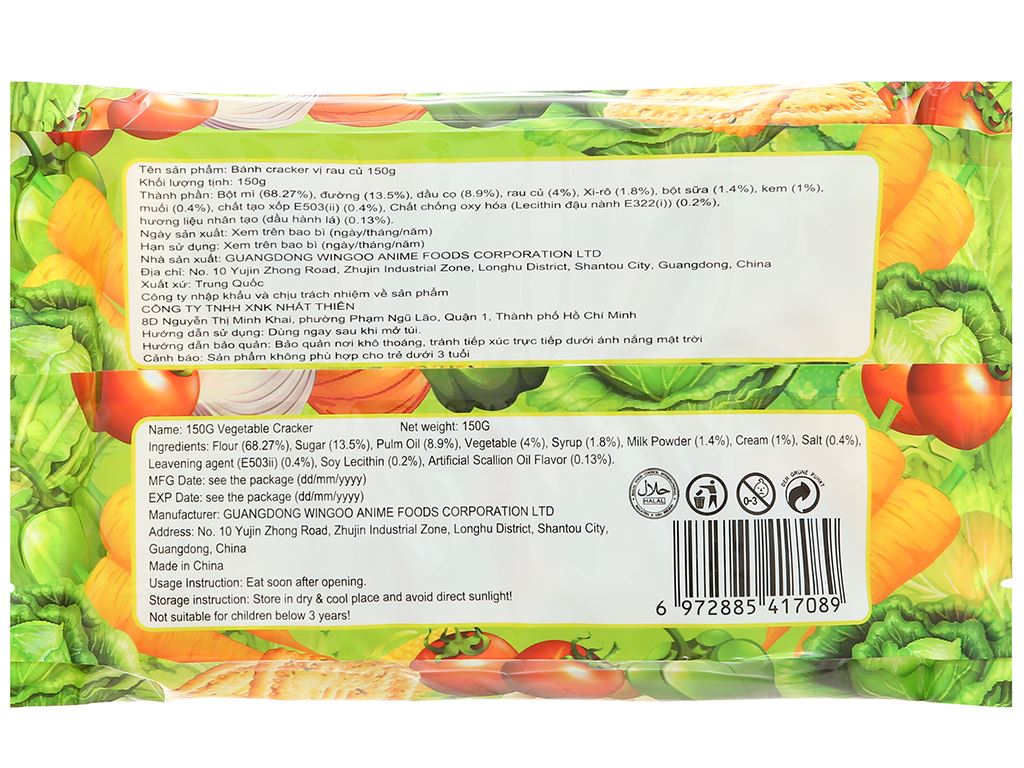 Tên sản phẩm: Bánh cracker vị rau củ 150g
Khối lượng tịnh: 150g
Thành phần: Bột mì (68.27%), đường (13.5%), dầu cọ (8.9%), rau củ (4%), Xi-rô (1.8%), bột sữa (1.4%), kem (1%),
muối (0.4%), chất tạo xốp E503(ii) (0.4%), Chất chống oxy hóa (Lecithin đậu nành E322(i)) (0.2%),
hương liệu nhân tạo (dầu hành lá) (0.13%).
Ngày sản xuất: Xem trên bao bì (ngày/tháng/năm)
Hạn sử dụng: Xem trên bao bì (ngày/tháng/năm)
Nhà sản xuất: GUANGDONG WINGOO ANIME FOODS CORPORATION LTD
Địa chỉ: No. 10 Yujin Zhong Road, Zhujin Industrial Zone, Longhu District, Shantou City, Guangdong, China
Xuất xứ: Trung Quốc
Công ty nhập khẩu và chịu trách nhiệm về sản phẩm
CÔNG TY TNHH XNK NHẤT THIÊN
8D Nguyễn Thị Minh Khai, phường Phạm Ngũ Lão, Quận 1, Thành phố Hồ Chí Minh
Hướng dẫn sử dụng: Dùng ngay sau khi mở túi.
Hướng dẫn bảo quản: Bảo quản nơi khô thoáng, tránh tiếp xúc trực tiếp dưới ánh nắng mặt trời
Cảnh báo: Sản phẩm không phù hợp cho trẻ dưới 3 tuổi
Name: 150G Vegetable Cracker Net weight: 150G
Ingredients: Flour (68.27%), Sugar (13.5%), Pulm Oil (8.9%), Vegetable (4%), Syrup (1.8%), Milk Powder (1.4%), Cream (1%), Salt (0.4%),
Leavening agent (E503ii) (0.4%), Soy Lecithin (0.2%), Artificial Scallion Oil Flavor (0.13%).
MFG Date: see the package (dd/mm/yyyy)
EXP Date: see the package (dd/mm/yyyy)
Manufacturer: GUANGDONG WINGOO ANIME FOODS CORPORATION LTD
Address: No. 10 Yujin Zhong Road, Zhujin Industrial Zone, Longhu District, Shantou City,
Guangdong, China
Made in China
Usage Instruction: Eat soon after opening.
Storage instruction: Store in dry & cool place and avoid direct sunlight!
Not suitable for children below 3 years!
حلال
HALAL
0-3
DER GRÜNE PUNKT
6 972885 417089